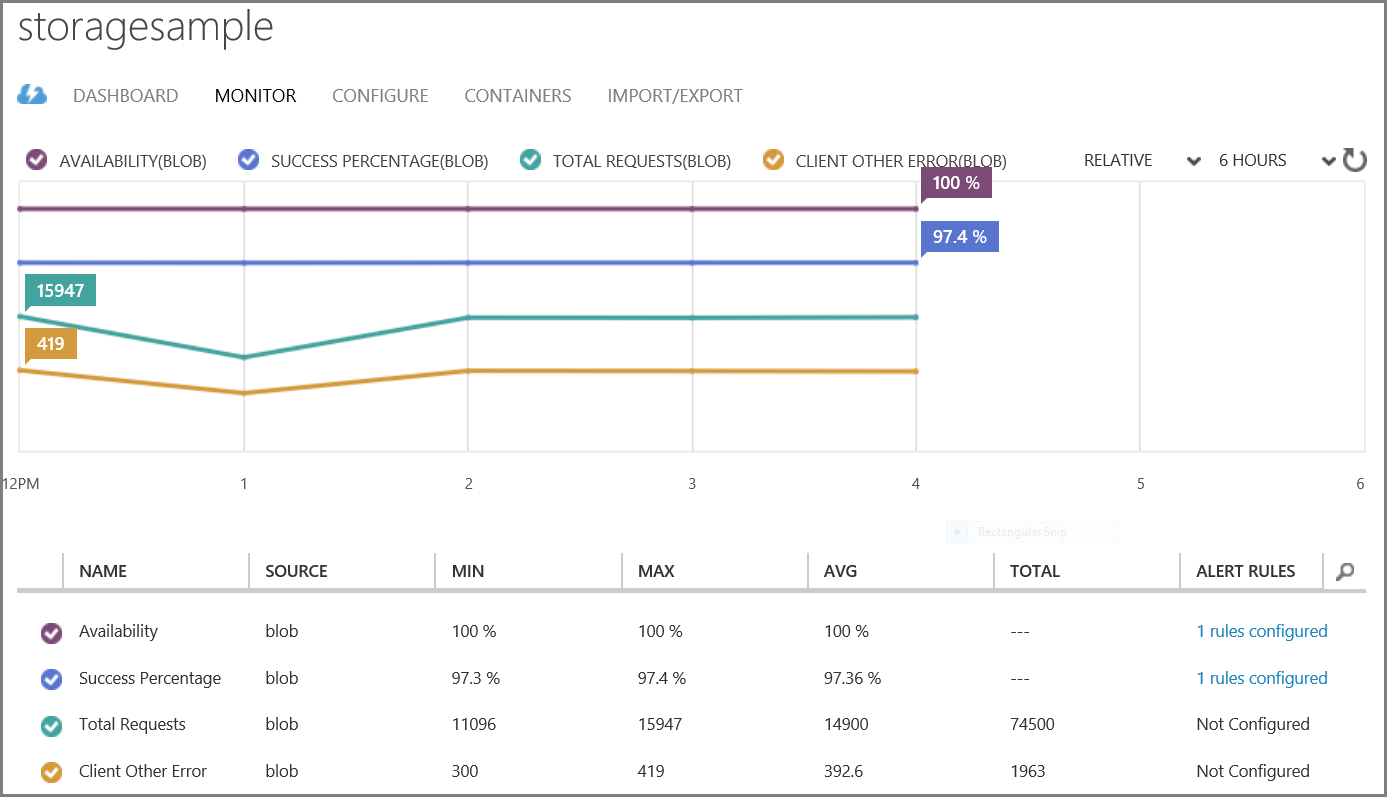 storagesample
DASHBOARD MONITOR CONFIGURE CONTAINERS IMPORT/EXPORT
AVAILABILITY(BLOB) SUCCESS PERCENTAGE(BLOB) TOTAL REQUESTS(BLOB) CLIENT OTHER ERROR(BLOB) RELATIVE 6 HOURS
100 %
97.4 %
15947
419
12PM 1 2 3 4 5 6
Rectangular Snip
NAME SOURCE MIN MAX AVG TOTAL ALERT RULES
Availability blob 100 % 100 % 100 % --- 1 rules configured
Success Percentage blob 97.3 % 97.4 % 97.36 % --- 1 rules configured
Total Requests blob 11096 15947 14900 74500 Not Configured
Client Other Error blob 300 419 392.6 1963 Not Configured